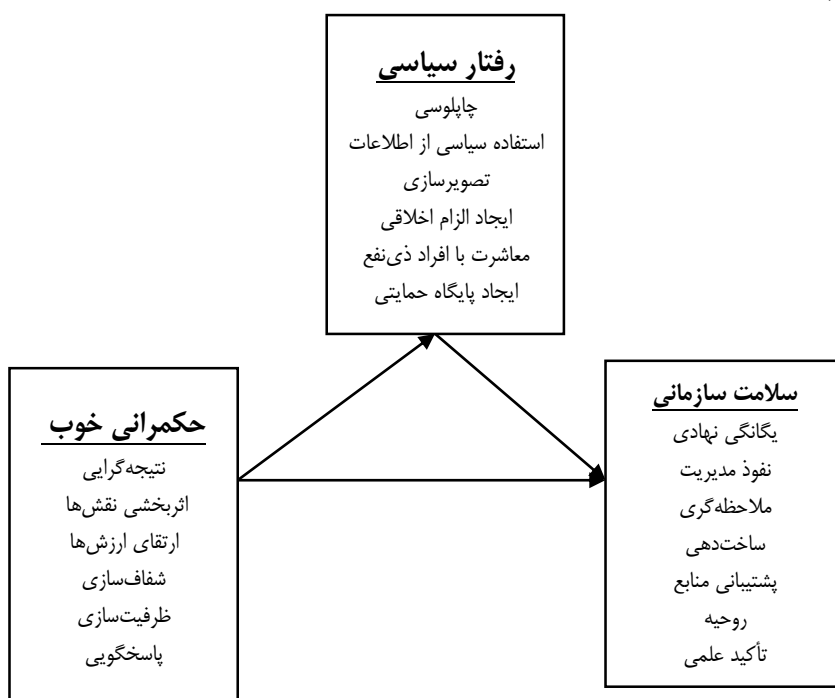 رفتار سیاسی
چاپلوسی
استفاده سیاسی از اطلاعات
تصویرسازی
ایجاد الزام اخلاقی
معاشرت با افراد ذی‌نفع
ایجاد پایگاه حمایتی
سلامت سازمانی
یگانگی نهادی
نفوذ مدیریت
ملاحظه‌گری
ساخت‌دهی
پشتیبانی منابع
روحیه
تأکید علمی
حکمرانی خوب
نتیجه‌گرایی
اثربخشی نقش‌ها
ارتقای ارزش‌ها
شفاف‌سازی
ظرفیت‌سازی
پاسخگویی